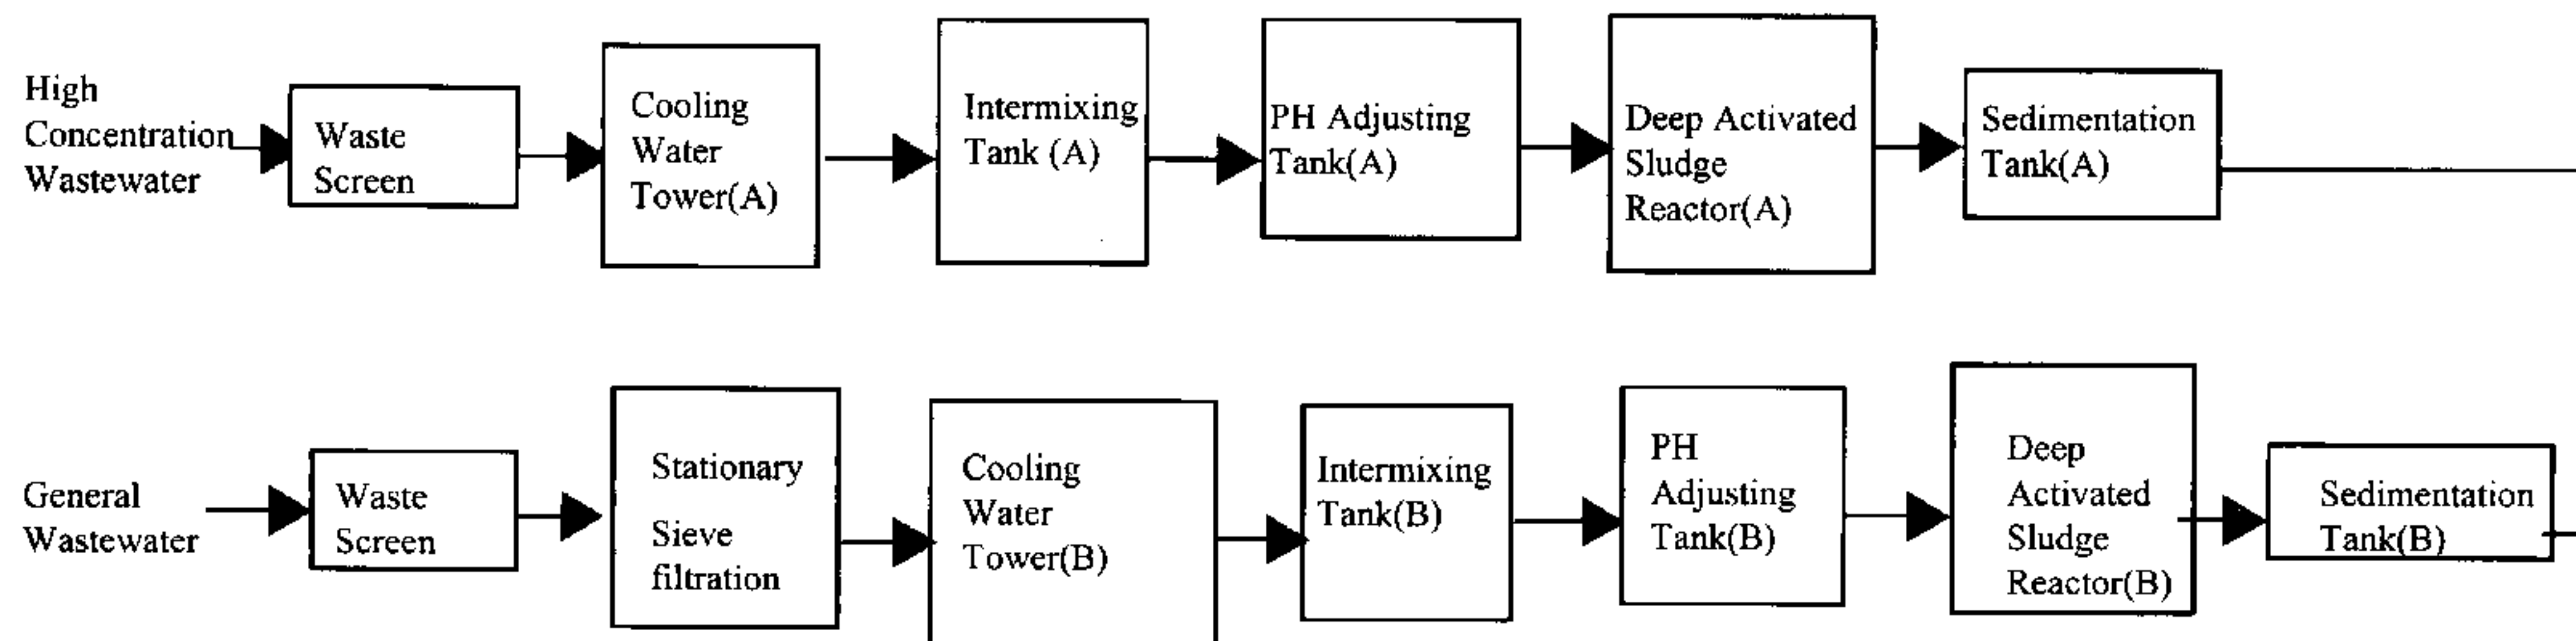 High
Concentration
Wastewater
Waste
Screen
Cooling
Water
Tower(A)
Intermixing
Tank (A)
PH Adjusting
Tank(A)
Deep Activated
Sludge
Reactor(A)
Sedimentation
Tank(A)
General
Wastewater
Waste
Screen
Stationary
Sieve
filtration
Cooling
Water
Tower(B)
Intermixing
Tank(B)
PH
Adjusting
Tank(B)
Deep
Activated
Sludge
Reactor(B)
Sedimentation
Tank(B)